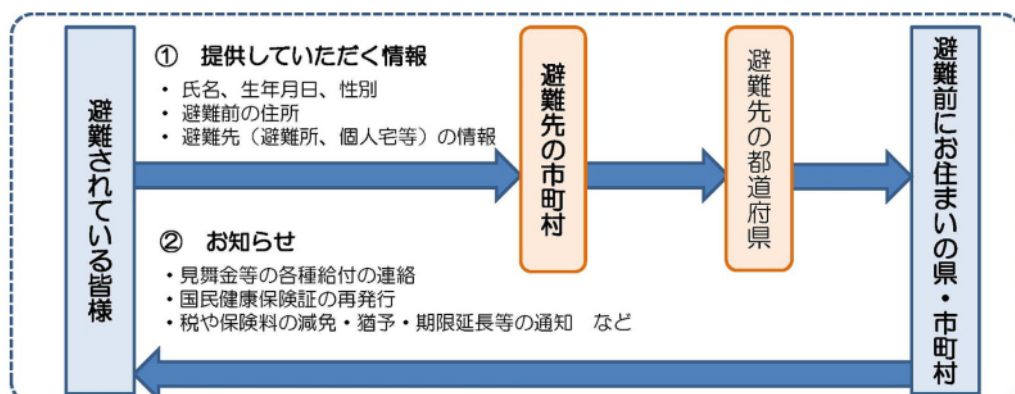 避難されている皆様
① 提供していただく情報
・ 氏名、生年月日、性別
・ 避難前の住所
・ 避難先（避難所、個人宅等）の情報
避難先の市町村
避難先の都道府県
避難前にお住まいの県・市町村
② お知らせ
・見舞金等の各種給付の連絡
・国民健康保険証の再発行
・税や保険料の減免・猶予・期限延長等の通知 など